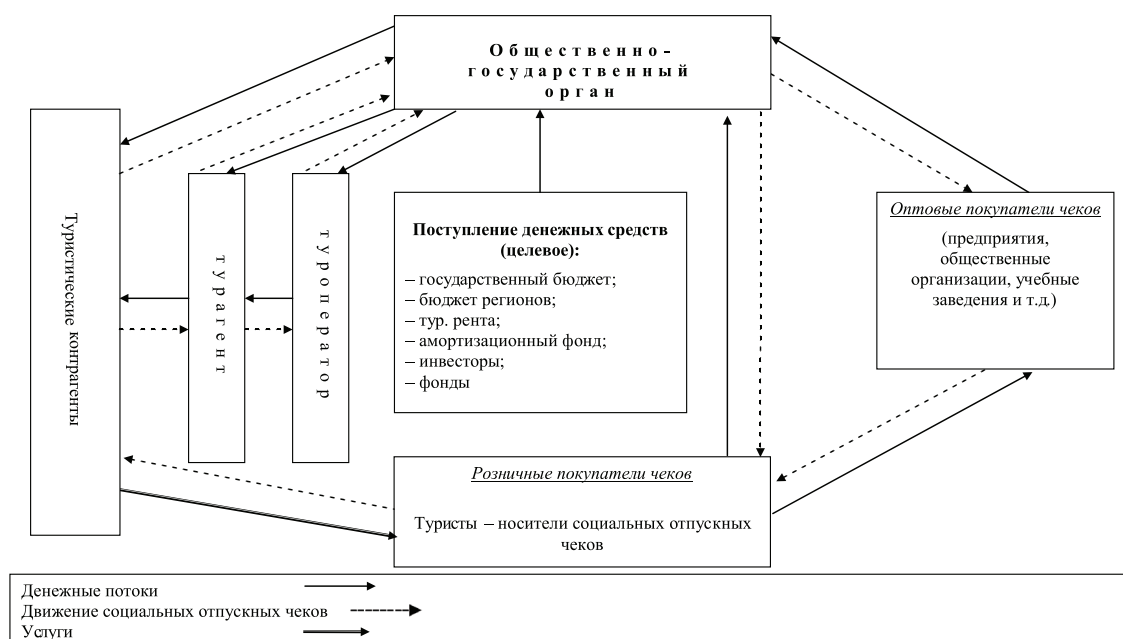 Общественно-
государственный
орган
Туристические контрагенты
турагент
туроператор
Поступление денежных средств
(целевое):
– государственный бюджет;
– бюджет регионов;
– тур. рента;
– амортизационный фонд;
– инвесторы;
– фонды
Оптовые покупатели чеков
(предприятия,
общественные
организации, учебные
заведения и т.д.)
Розничные покупатели чеков
Туристы – носители социальных отпускных
чеков
Денежные потоки
Движение социальных отпускных чеков
Услуги